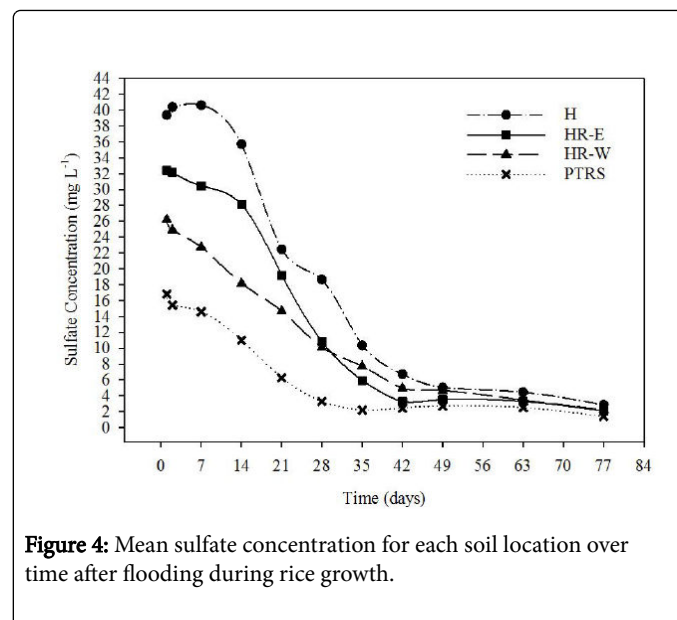 44
42
40
38
36
34
32
30
28
26
24
22
20
18
16
14
12
10
8
6
4
2
0
Sulfate Concentration (mg L⁻¹)
H
HR-E
HR-W
PTRS
0 7 14 21 28 35 42 49 56 63 70 77 84
Time (days)
Figure 4: Mean sulfate concentration for each soil location over
time after flooding during rice growth.